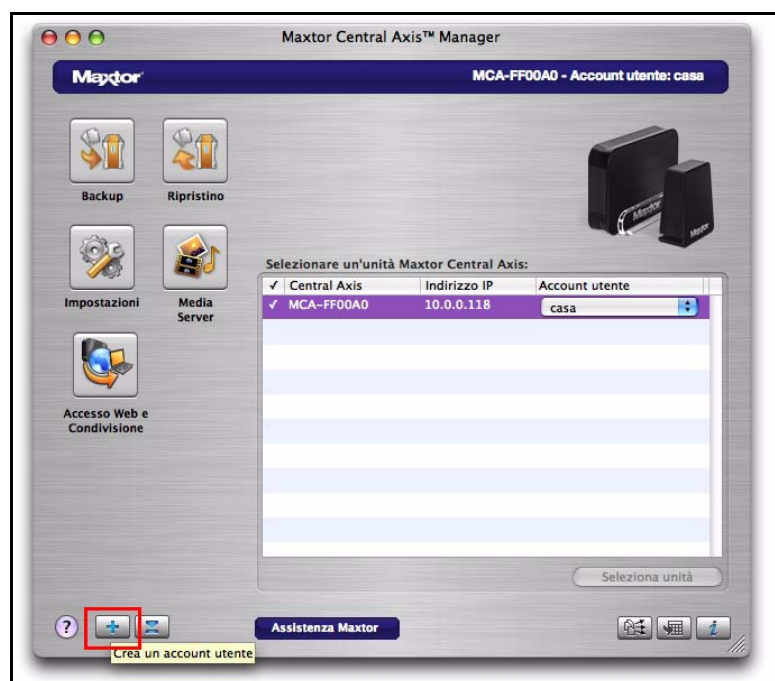 Maxtor Central Axis™ Manager
Maxtor
MCA-FF00A0 - Account utente: casa
Backup
Ripristino
Maxtor
Maxtor
Impostazioni
Media
Server
Accesso Web e
Condivisione
Selezionare un'unità Maxtor Central Axis:
✓ Central Axis Indirizzo IP Account utente
✓ MCA-FF00A0 10.0.0.118 casa
Seleziona unità
?
+
Assistenza Maxtor
i
Crea un account utente